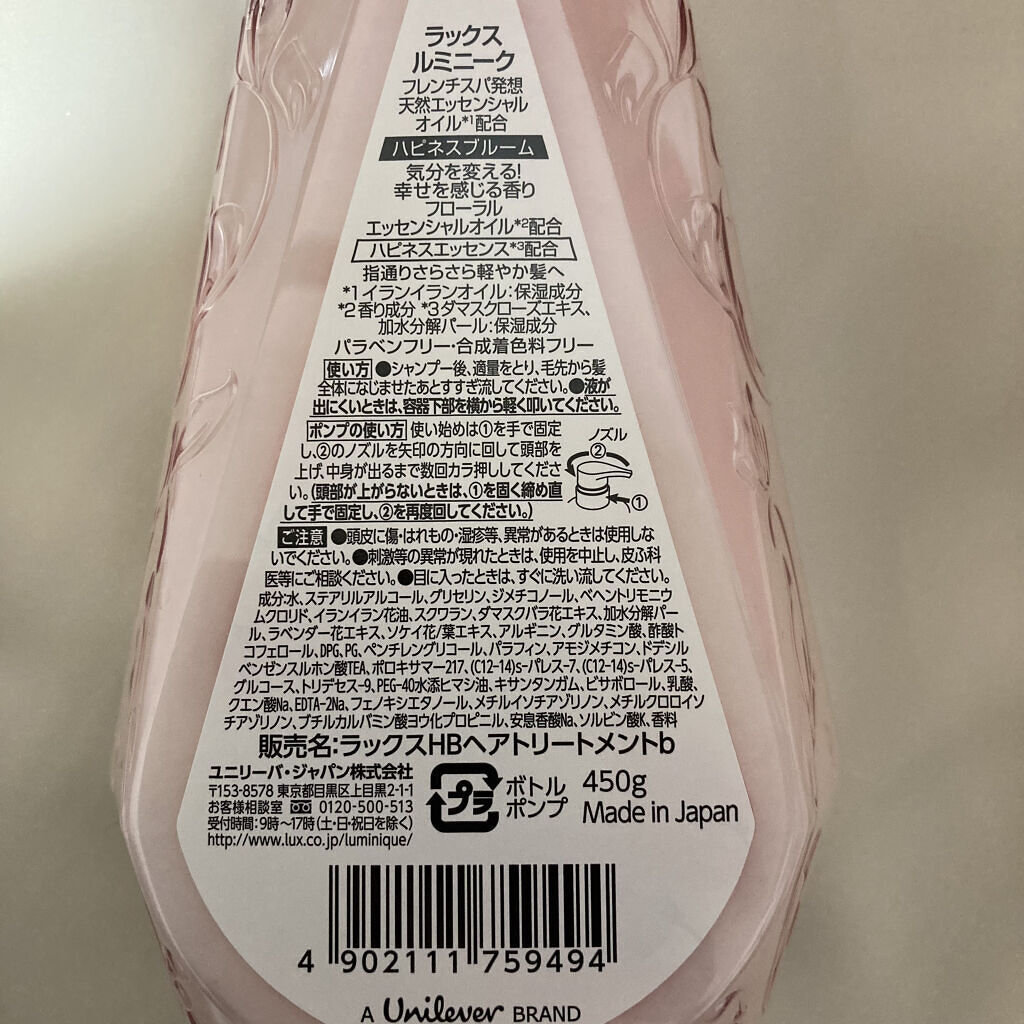 ラックス
ルミニーク
フレンチスパ発想
天然エッセンシャル
オイル*1配合
ハピネスブルーム
気分を変える!
幸せを感じる香り
フローラル
エッセンシャルオイル*2配合
ハピネスエッセンス*3配合
指通りさらさら軽やか髪へ
*1イランイランオイル:保湿成分
*2香り成分 *3ダマスクローズエキス、
加水分解パール:保湿成分
パラベンフリー・合成着色料フリー
使い方 ●シャンプー後、適量をとり、毛先から髪
全体になじませたあとすすぎ流してください。●液が
出にくいときは、容器下部を横から軽く叩いてください。
ポンプの使い方 使い始めは①を手で固定
し、②のノズルを矢印の方向に回して頭部を
上げ、中身が出るまで数回カラ押ししてくださ
い。(頭部が上がらないときは、①を固く締め直
して手で固定し、②を再度回してください。)
ノズル
②
①
ご注意 ●頭皮に傷・はれもの・湿疹等、異常があるときは使用しな
いでください。●刺激等の異常が現れたときは、使用を中止し、皮ふ科
医等にご相談ください。●目に入ったときは、すぐに洗い流してください。
成分:水、ステアリルアルコール、グリセリン、ジメチコノール、ベヘントリモニウ
ムクロリド、イランイラン花油、スクワラン、ダマスクバラ花エキス、加水分解パー
ル、ラベンダー花エキス、ソケイ花/葉エキス、アルギニン、グルタミン酸、酢酸ト
コフェロール、DPG、PG、ペンチレングリコール、パラフィン、アモジメチコン、ドデシル
ベンゼンスルホン酸TEA、ポロキサマー217、(C12-14)s-パレス-7、(C12-14)s-パレス-5、
グルコース、トリデセス-9、PEG-40水添ヒマシ油、キサンタンガム、ビサボロール、乳酸、
クエン酸Na、EDTA-2Na、フェノキシエタノール、メチルイソチアゾリノン、メチルクロロイソ
チアゾリノン、ブチルカルバミン酸ヨウ化プロピニル、安息香酸Na、ソルビン酸K、香料
販売名:ラックスHBヘアトリートメントb
ユニリーバ・ジャパン株式会社
〒153-8578 東京都目黒区上目黒2-1-1
お客様相談室 0120-500-513
受付時間:9時~17時(土・日・祝日を除く)
http://www.lux.co.jp/luminique/
プラ
ボトル
ポンプ
450g
Made in Japan
4 902111 759494
A Unilever BRAND